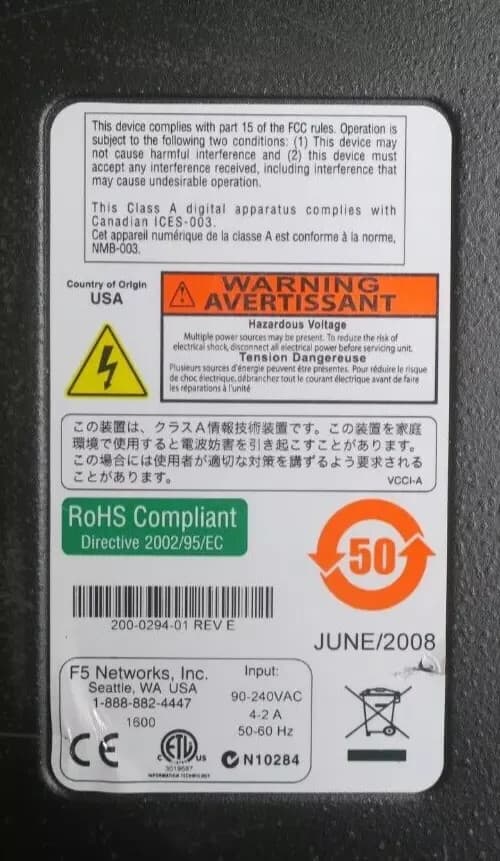 This device complies with part 15 of the FCC rules. Operation is
subject to the following two conditions: (1) This device may
not cause harmful interference and (2) this device must
accept any interference received, including interference that
may cause undesirable operation.
This Class A digital apparatus complies with
Canadian ICES-003.
Cet appareil numérique de la classe A est conforme à la norme,
NMB-003.
Country of Origin
USA
WARNING
AVERTISSANT
Hazardous Voltage
Multiple power sources may be present. To reduce the risk of
electrical shock, disconnect all electrical power before servicing unit.
Tension Dangereuse
Plusieurs sources d'énergie peuvent être présentes. Pour réduire le risque
de choc électrique, débranchez tout le courant électrique avant de faire
les réparations à l'unité
この装置は、クラスA情報技術装置です。この装置を家庭
環境で使用すると電波妨害を引き起こすことがあります。
この場合には使用者が適切な対策を講ずるよう要求される
ことがあります。
VCCI-A
RoHS Compliant
Directive 2002/95/EC
50
200-0294-01 REV E
JUNE/2008
F5 Networks, Inc.
Seattle, WA USA
1-888-882-4447
1600
Input:
90-240VAC
4-2 A
50-60 Hz
CE
C ETL US
3019587
INFORMATION TECHNOLOGY
N10284